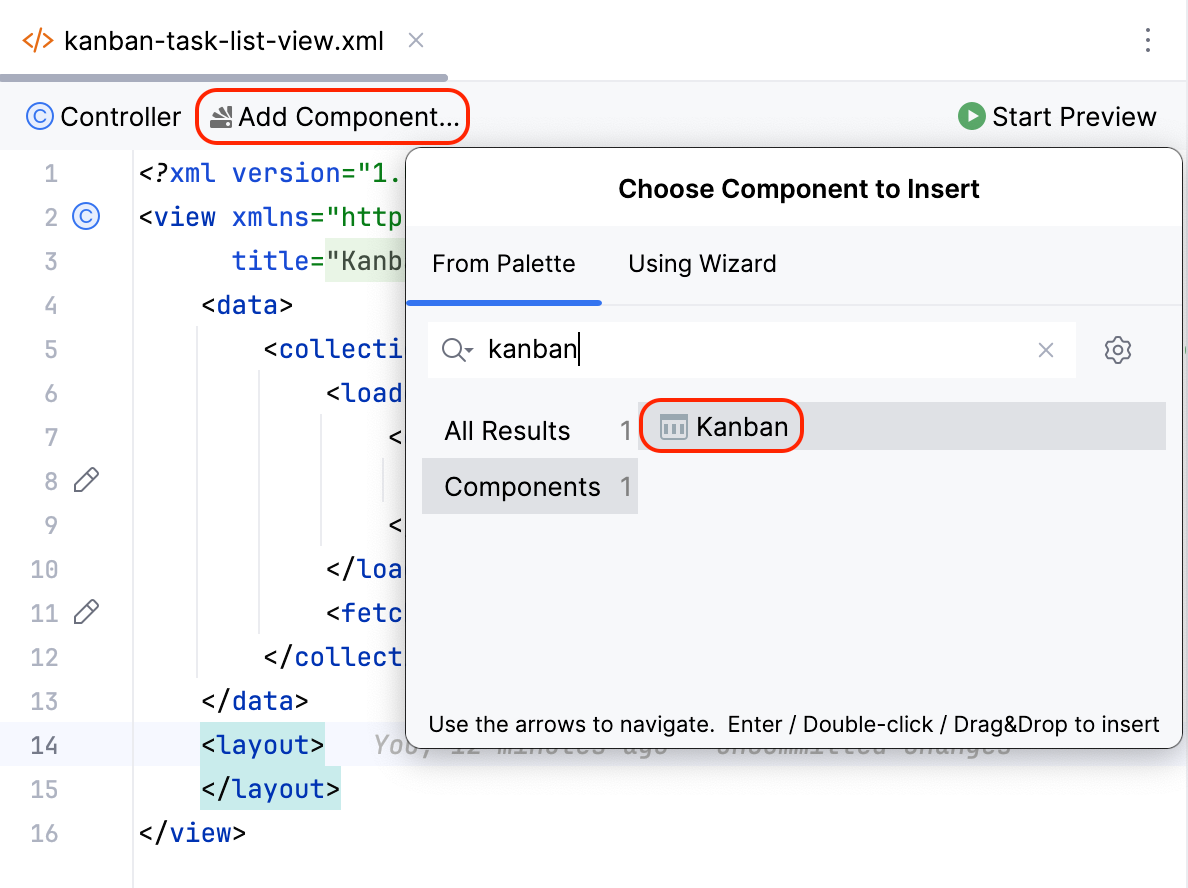 </> kanban-task-list-view.xml
C Controller Add Component... Start Preview
Choose Component to Insert
From Palette Using Wizard
kanban
All Results 1 Kanban
Components 1
Use the arrows to navigate. Enter / Double-click / Drag&Drop to insert
1 <?xml version="1.
2 C <view xmlns="http
3 title="Kanb
4 <data>
5 <collecti
6 <load
7 <
8
9 <
10 </loa
11 <fetc
12 </collect
13 </data>
14 <layout> You, 12 minutes ago Uncommitted changes
15 </layout>
16 </view>